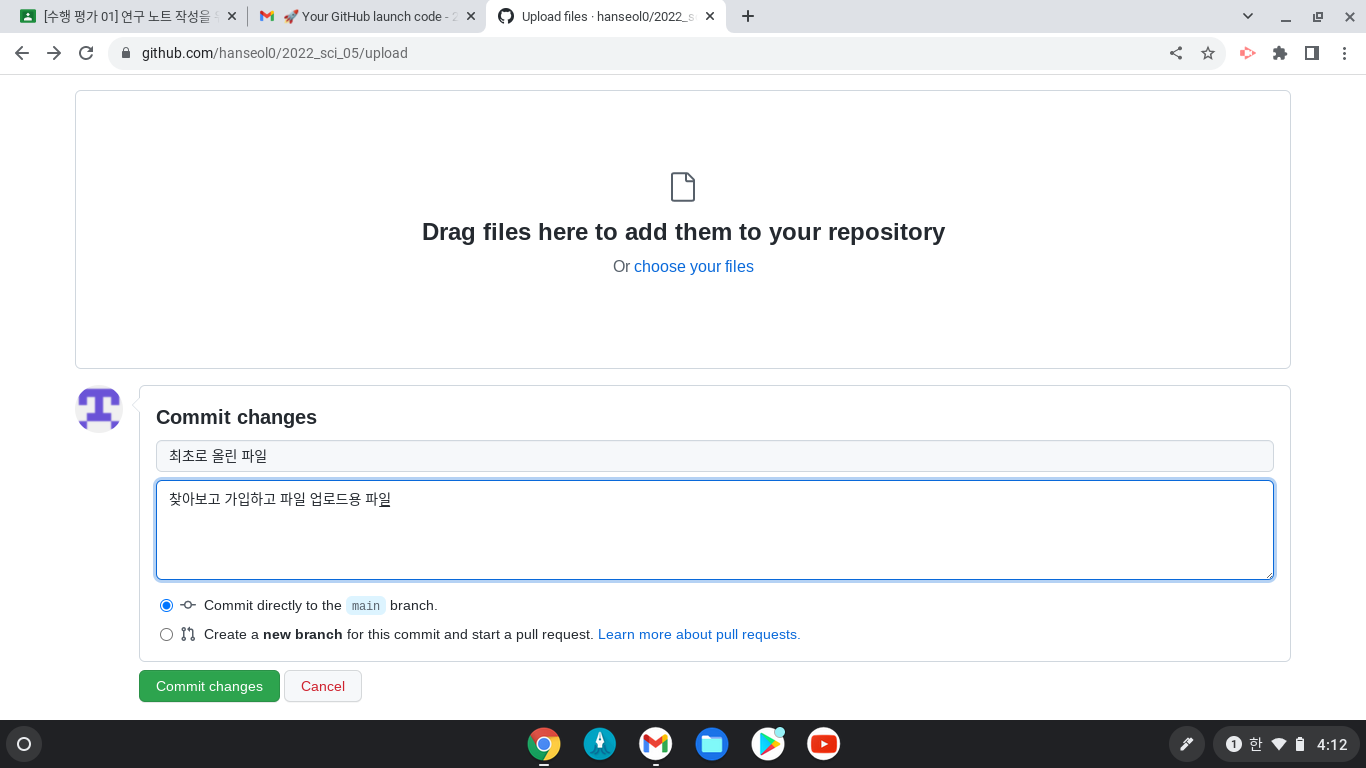 [수행 평가 01] 연구 노트 작성을
🚀 Your GitHub launch code -
Upload files · hanseol0/2022_s
github.com/hanseol0/2022_sci_05/upload
Drag files here to add them to your repository
Or choose your files
Commit changes
최초로 올린 파일
찾아보고 가입하고 파일 업로드용 파일
Commit directly to the main branch.
Create a new branch for this commit and start a pull request. Learn more about pull requests.
Commit changes
Cancel
1 한 4:12